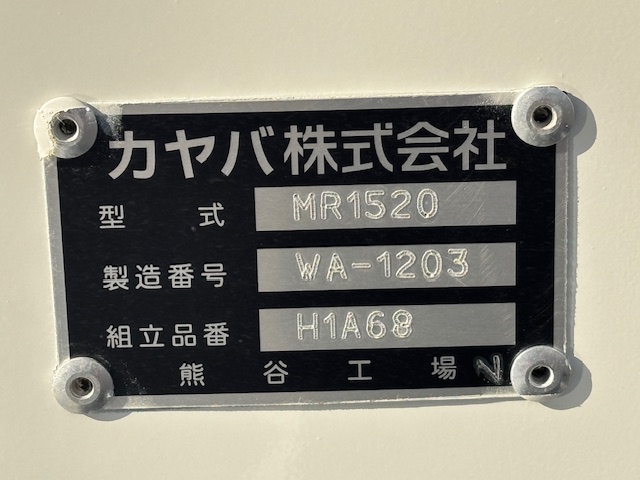 カヤバ株式会社
型 式 MR1520
製造番号 WA-1203
組立品番 H1A68
熊谷工場